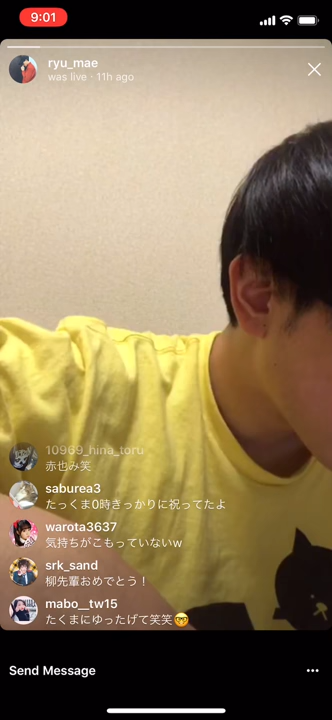 9:01
ryu_mae
was live · 11h ago
10969_hina_toru
赤也み笑
saburea3
たっくま0時きっかりに祝ってたよ
warota3637
気持ちがこもっていないw
srk_sand
柳先輩おめでとう！
mabo__tw15
たくまにゆったげて笑笑🤓
Send Message